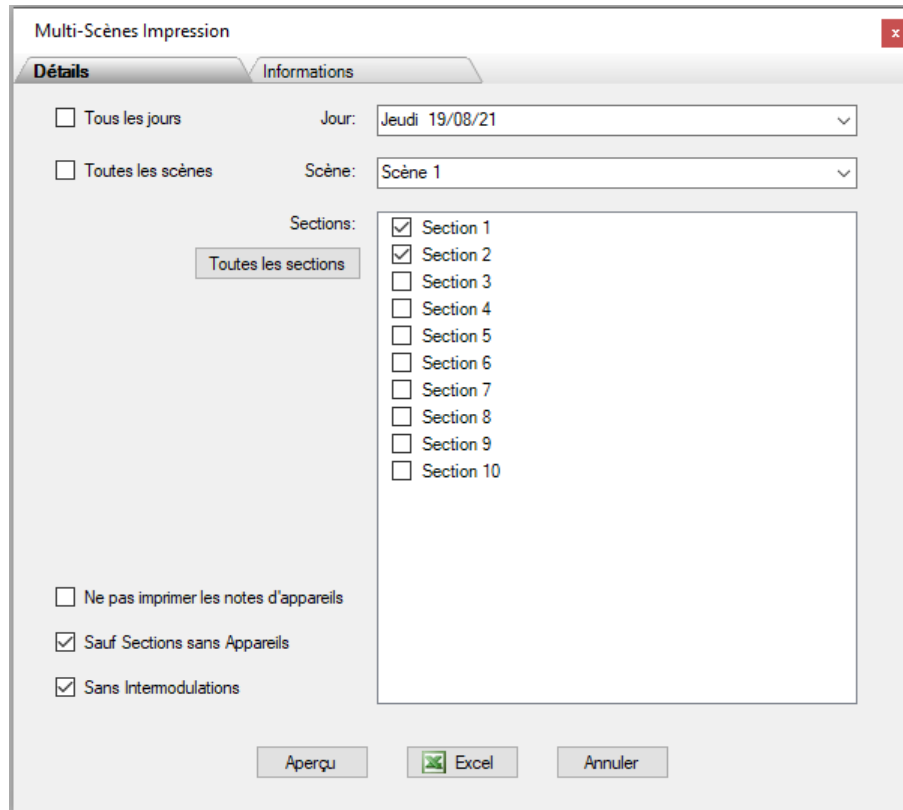 Multi-Scènes Impression
x
Détails Informations
Tous les jours Jour: Jeudi 19/08/21
Toutes les scènes Scène: Scène 1
Sections: Section 1
Section 2
Toutes les sections
Section 3
Section 4
Section 5
Section 6
Section 7
Section 8
Section 9
Section 10
Ne pas imprimer les notes d'appareils
Sauf Sections sans Appareils
Sans Intermodulations
Aperçu Excel Annuler